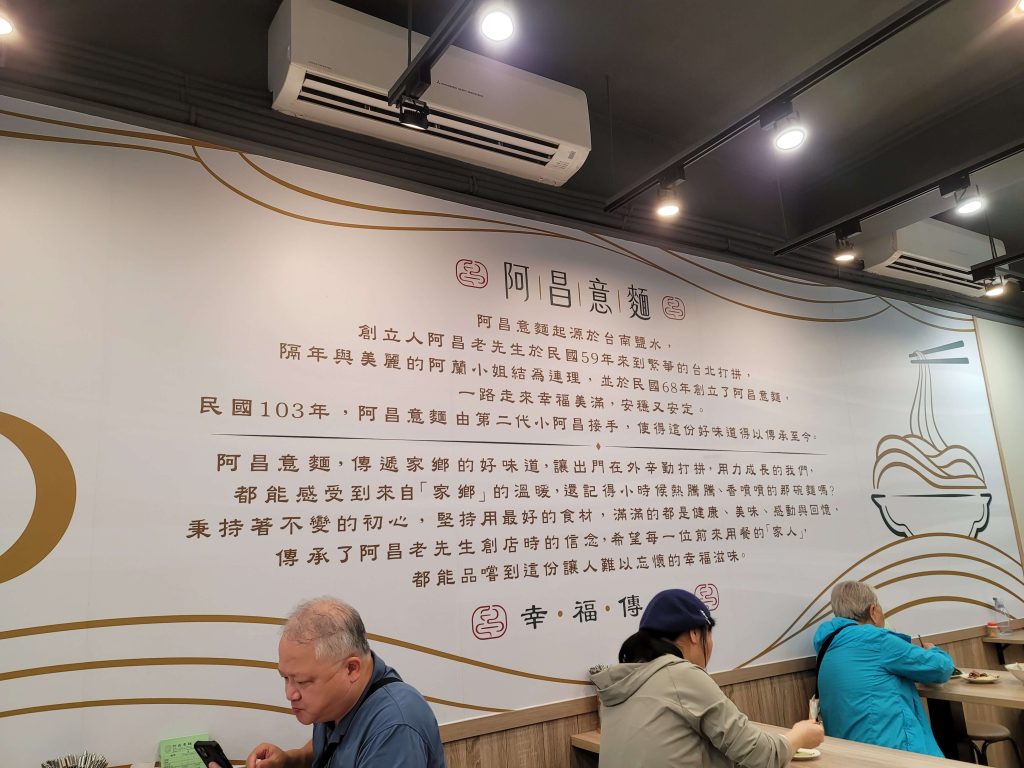 阿昌意麵
阿昌意麵起源於台南鹽水，
創立人阿昌老先生於民國59年來到繁華的台北打拼，
隔年與美麗的阿蘭小姐結為連理，並於民國68年創立了阿昌意麵，
一路走來幸福美滿，安穩又安定。
民國103年，阿昌意麵由第二代小阿昌接手，使得這份好味道得以傳承至今。
阿昌意麵，傳遞家鄉的好味道，讓出門在外辛勤打拼，用力成長的我們，
都能感受到來自「家鄉」的溫暖，還記得小時候熱騰騰、香噴噴的那碗麵嗎？
秉持著不變的初心，堅持用最好的食材，滿滿的都是健康、美味、感動與回憶，
傳承了阿昌老先生創店時的信念，希望每一位前來用餐的「家人」，
都能品嚐到這份讓人難以忘懷的幸福滋味。
幸•福•傳